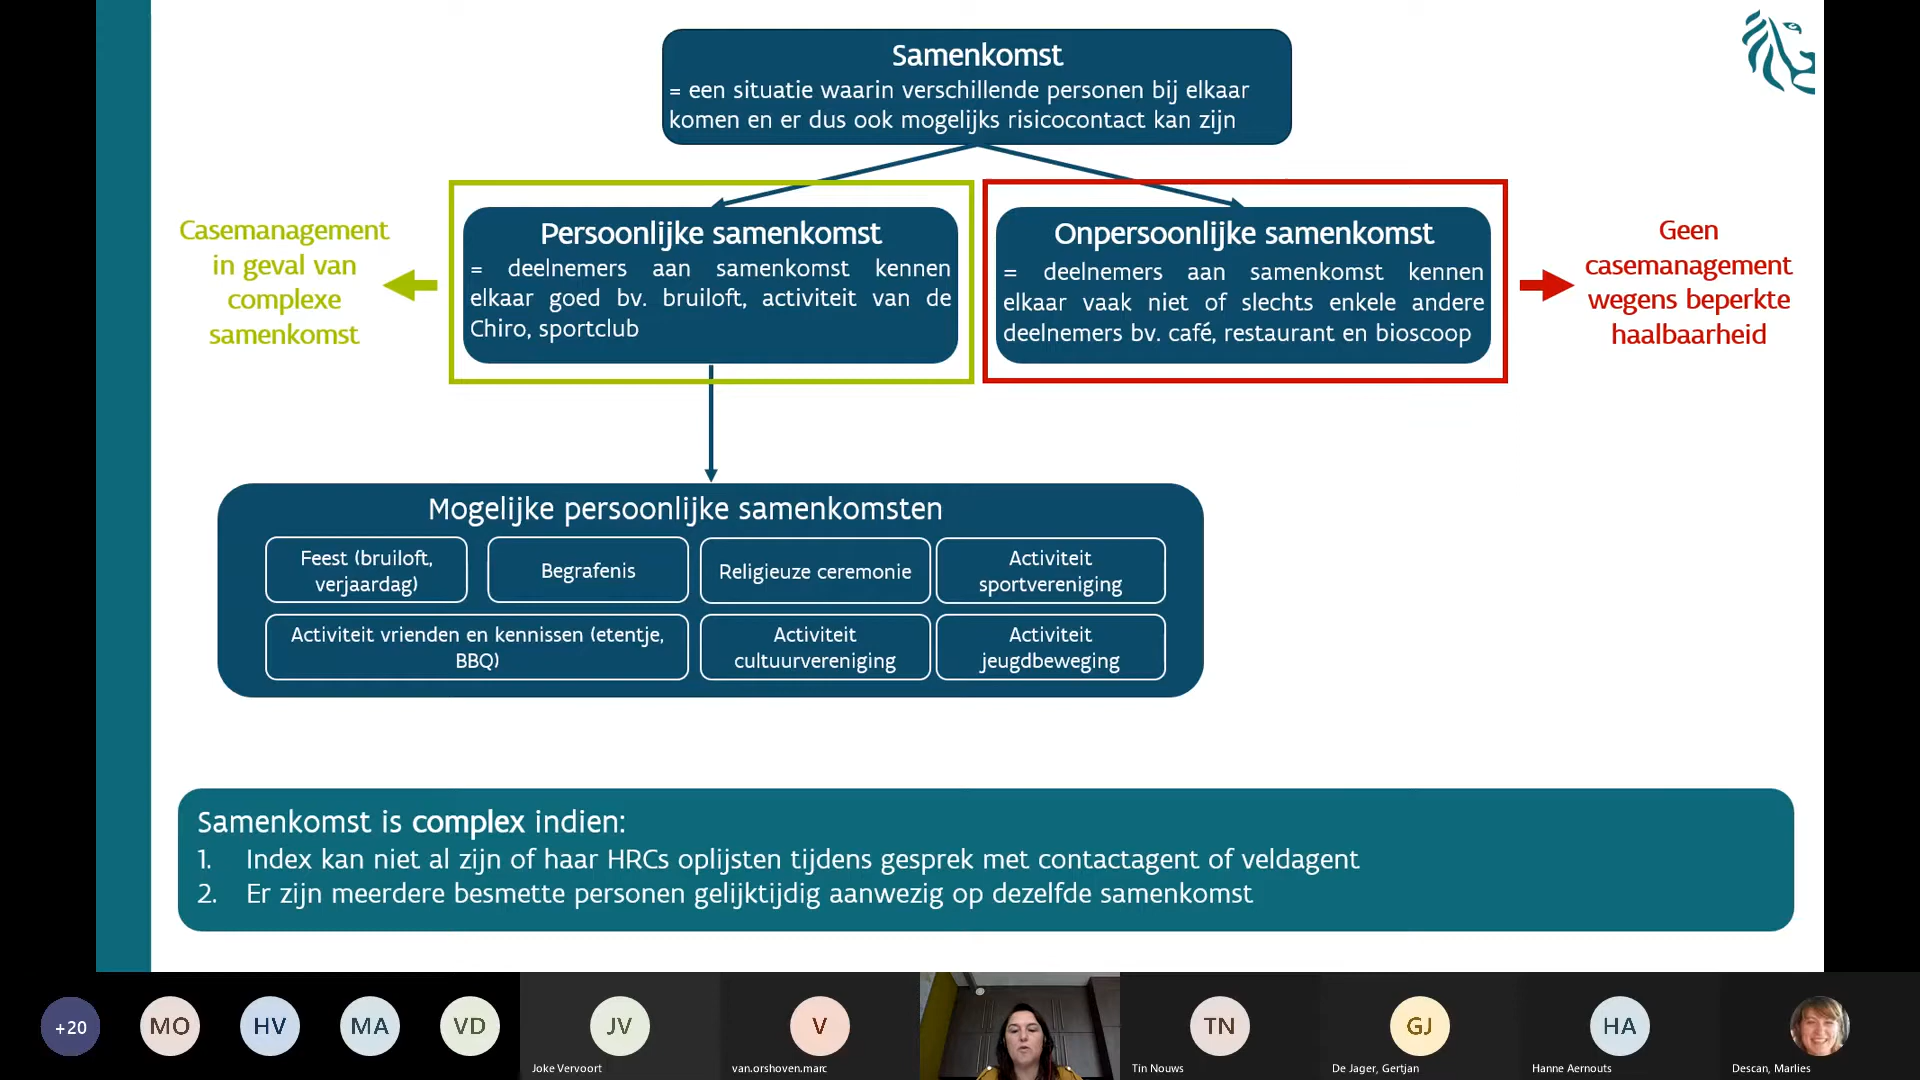 Samenkomst
= een situatie waarin verschillende personen bij elkaar
komen en er dus ook mogelijks risicocontact kan zijn
Casemanagement
in geval van
complexe
samenkomst
Persoonlijke samenkomst
= deelnemers aan samenkomst kennen
elkaar goed bv. bruiloft, activiteit van de
Chiro, sportclub
Onpersoonlijke samenkomst
= deelnemers aan samenkomst kennen
elkaar vaak niet of slechts enkele andere
deelnemers bv. café, restaurant en bioscoop
Geen
casemanagement
wegens beperkte
haalbaarheid
Mogelijke persoonlijke samenkomsten
Feest (bruiloft,
verjaardag)
Begrafenis
Religieuze ceremonie
Activiteit
sportvereniging
Activiteit vrienden en kennissen (etentje,
BBQ)
Activiteit
cultuurvereniging
Activiteit
jeugdbeweging
Samenkomst is complex indien:
1. Index kan niet al zijn of haar HRCs oplijsten tijdens gesprek met contactagent of veldagent
2. Er zijn meerdere besmette personen gelijktijdig aanwezig op dezelfde samenkomst
+20
MO
HV
MA
VD
JV
Joke Vervoort
V
van.orshoven.marc
TN
Tin Nouws
GJ
De Jager, Gertjan
HA
Hanne Aernouts
Descan, Marlies